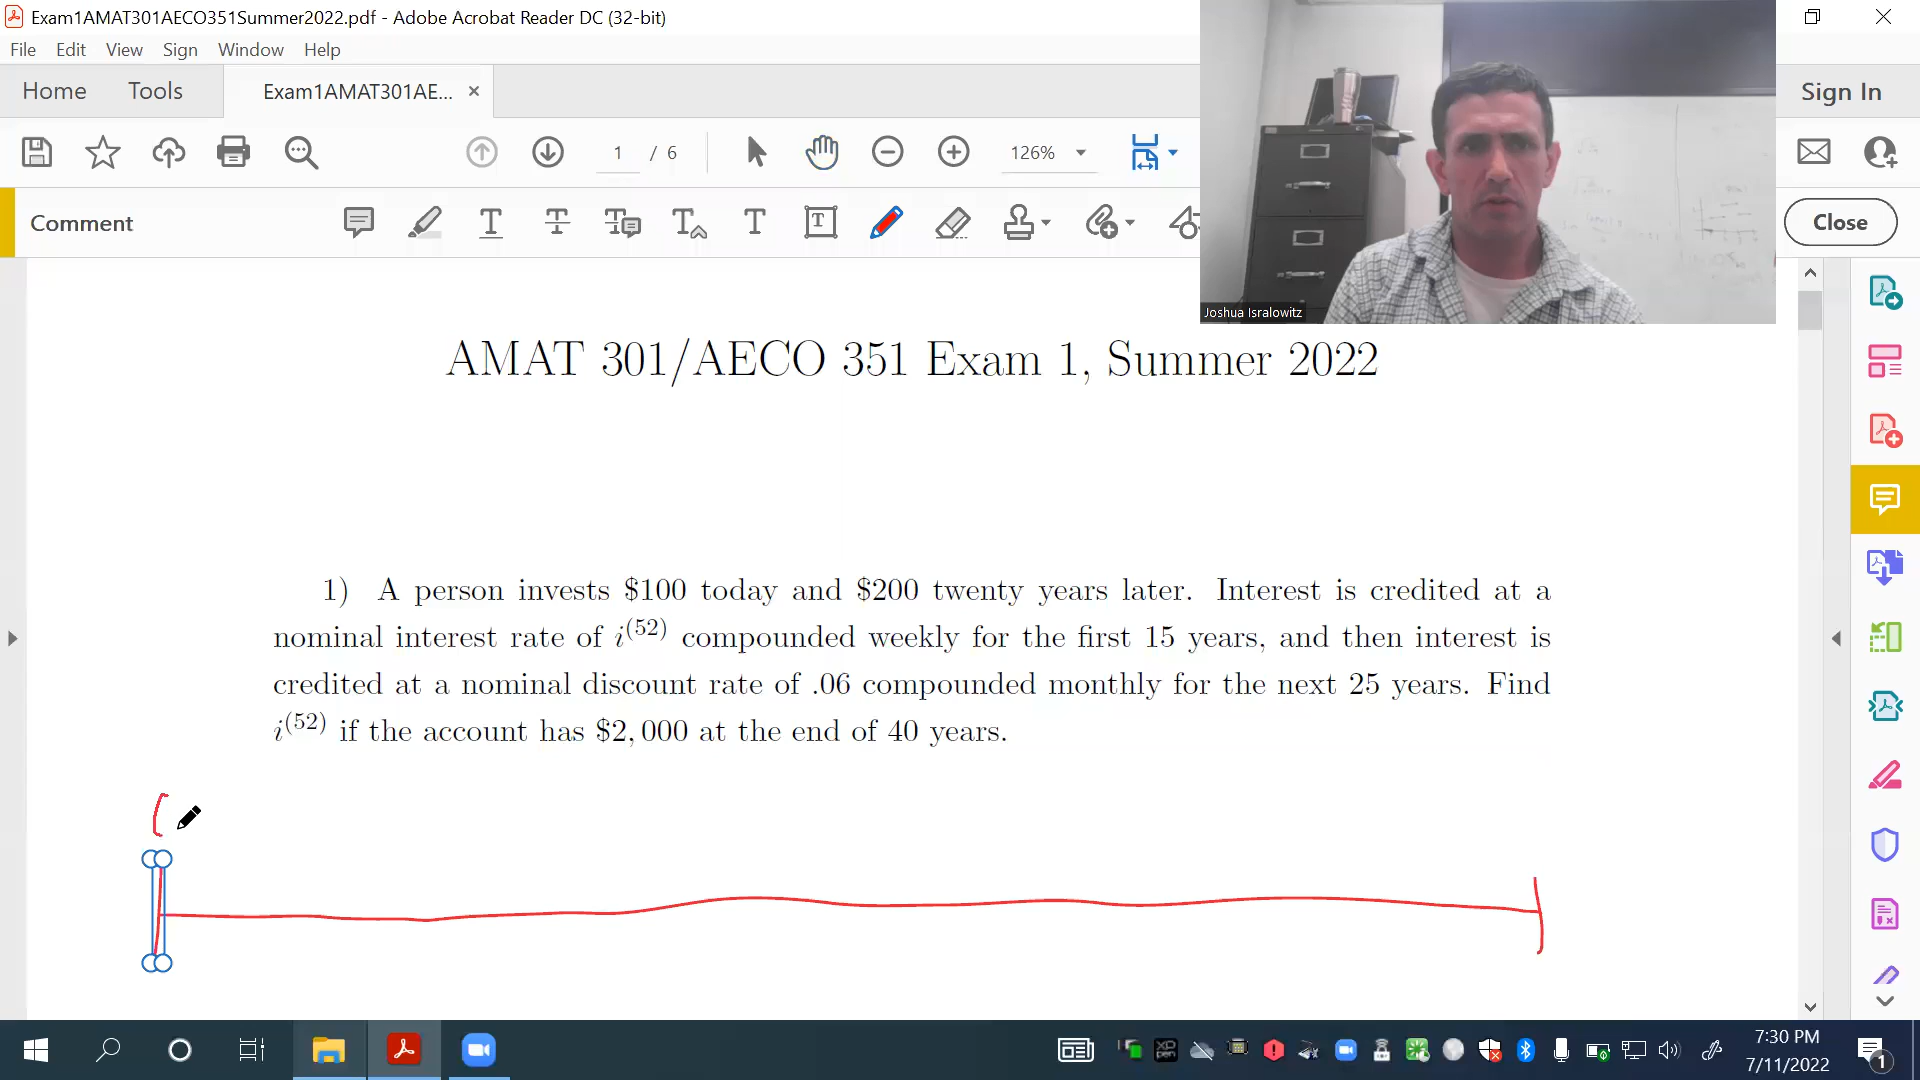 Exam1AMAT301AECO351Summer2022.pdf - Adobe Acrobat Reader DC (32-bit)
File Edit View Sign Window Help
Home Tools Exam1AMAT301AE... × Sign In
1 / 6 126%
Comment Close
Joshua Isralowitz
AMAT 301/AECO 351 Exam 1, Summer 2022
1) A person invests $100 today and $200 twenty years later. Interest is credited at a
nominal interest rate of i^(52) compounded weekly for the first 15 years, and then interest is
credited at a nominal discount rate of .06 compounded monthly for the next 25 years. Find
i^(52) if the account has $2,000 at the end of 40 years.
7:30 PM
7/11/2022
1